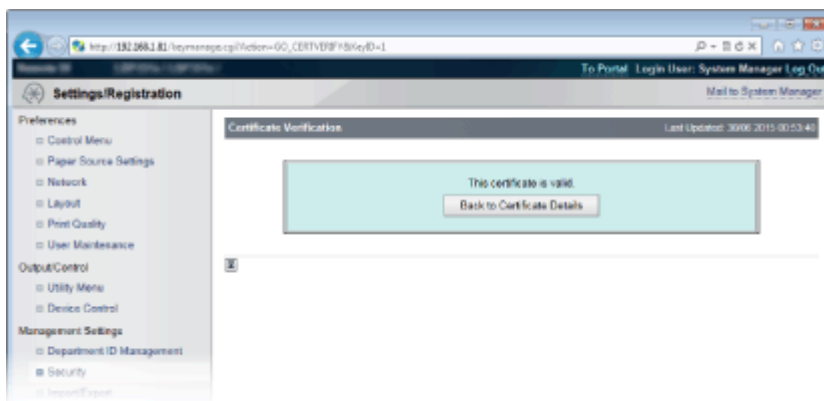 http://192.168.1.81/keymanage.cgi?Action=GO_CERTVERIFY&KeyID=1
To Portal Login User: System Manager Log Ou
Settings/Registration
Mail to System Manager
Preferences
Control Menu
Paper Source Settings
Network
Layout
Print Quality
User Maintenance
Output/Control
Utility Menu
Device Control
Management Settings
Department ID Management
Security
Import/Export
Certificate Verification
Last Updated: 30/06 2015 00:53:40
This certificate is valid.
Back to Certificate Details